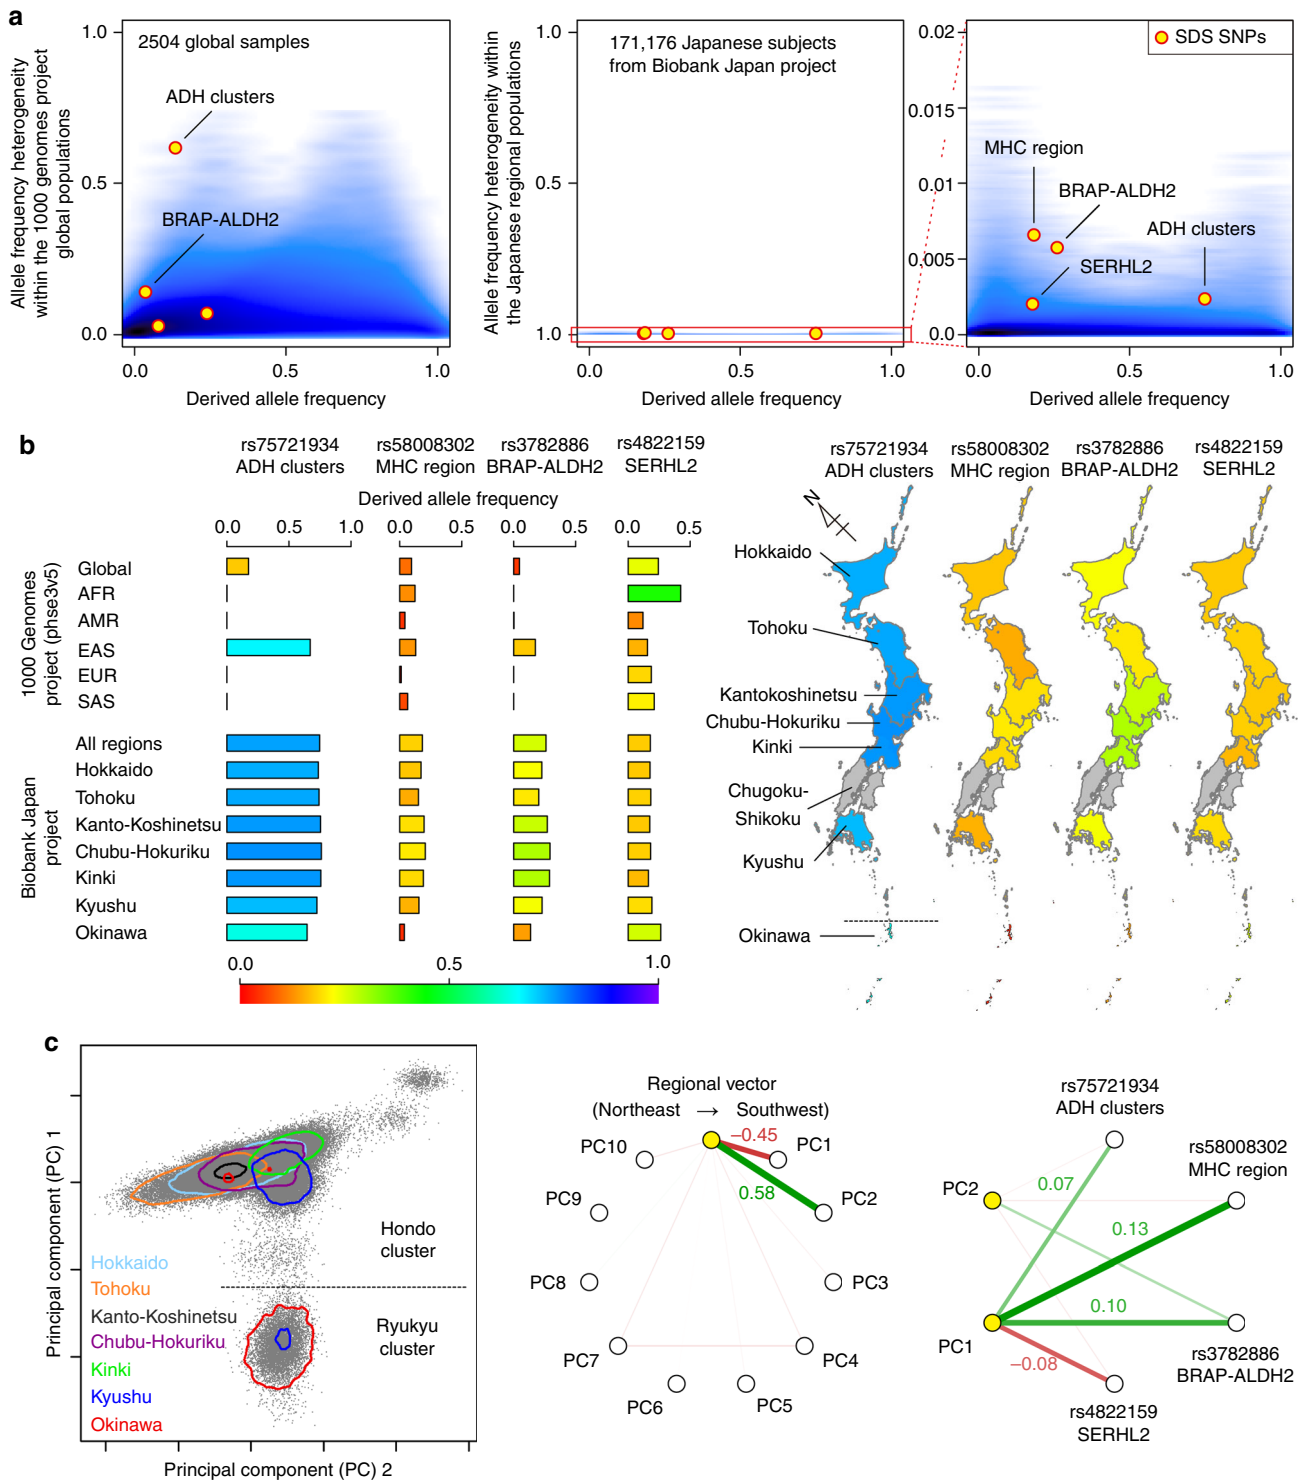 a
Allele frequency heterogeneity
within the 1000 genomes project
global populations
1.0
0.5
0.0
2504 global samples
ADH clusters
BRAP-ALDH2
0.0 0.5 1.0
Derived allele frequency
Allele frequency heterogeneity within
the Japanese regional populations
1.0
0.5
1.0
171,176 Japanese subjects
from Biobank Japan project
0.0 0.5 1.0
Derived allele frequency
0.02
0.015
0.01
0.005
0.0
SDS SNPs
MHC region
BRAP-ALDH2
ADH clusters
SERHL2
0.0 0.5 1.0
Derived allele frequency
b
rs75721934
ADH clusters
rs58008302
MHC region
rs3782886
BRAP-ALDH2
rs4822159
SERHL2
Derived allele frequency
0.0 0.5 1.0
0.0 0.5
0.0 0.5
0.0 0.5
1000 Genomes
project (phse3v5)
Global
AFR
AMR
EAS
EUR
SAS
Biobank Japan
project
All regions
Hokkaido
Tohoku
Kanto-Koshinetsu
Chubu-Hokuriku
Kinki
Kyushu
Okinawa
0.0 0.5 1.0
rs75721934
ADH clusters
rs58008302
MHC region
rs3782886
BRAP-ALDH2
rs4822159
SERHL2
N
Hokkaido
Tohoku
Kantokoshinetsu
Chubu-Hokuriku
Kinki
Chugoku-
Shikoku
Kyushu
Okinawa
c
Principal component (PC) 1
Hondo
cluster
Ryukyu
cluster
Hokkaido
Tohoku
Kanto-Koshinetsu
Chubu-Hokuriku
Kinki
Kyushu
Okinawa
Principal component (PC) 2
Regional vector
(Northeast → Southwest)
−0.45
0.58
PC1
PC2
PC3
PC4
PC5
PC6
PC7
PC8
PC9
PC10
rs75721934
ADH clusters
rs58008302
MHC region
PC2
0.07
0.13
0.10
PC1
−0.08
rs3782886
BRAP-ALDH2
rs4822159
SERHL2